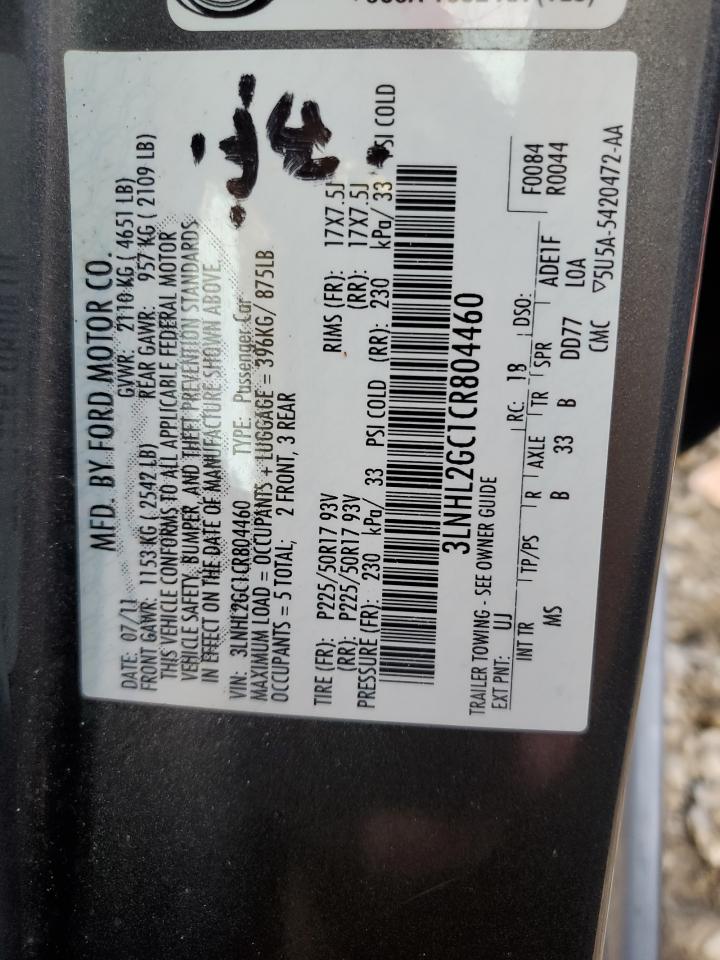 MFD. BY FORD MOTOR CO.
DATE: 07/11 GVWR: 2110 KG ( 4651 LB)
FRONT GAWR: 1153 KG ( 2542 LB) REAR GAWR: 957 KG ( 2109 LB)
THIS VEHICLE CONFORMS TO ALL APPLICABLE FEDERAL MOTOR
VEHICLE SAFETY, BUMPER, AND THEFT PREVENTION STANDARDS
IN EFFECT ON THE DATE OF MANUFACTURE SHOWN ABOVE
VIN: 3LNHL2GC1CR804460 TYPE: Passenger Car
MAXIMUM LOAD = OCCUPANTS + LUGGAGE = 396KG/ 875LB
OCCUPANTS = 5 TOTAL; 2 FRONT, 3 REAR
TIRE (FR): P225/50R17 93V RIMS (FR): 17X7.5J
(RR): P225/50R17 93V (RR): 17X7.5J
PRESSURE (FR): 230 kPa/ 33 PSI COLD (RR): 230 kPa/ 33 PSI COLD
3LNHL2GC1CR804460
TRAILER TOWING - SEE OWNER GUIDE
EXT PNT: UJ RC: 18 DSO: F0084
R0044
INT TR TP/PS R AXLE TR SPR ADE1F
MS B 33 B DD77 LOA
CMC ▽5U5A-5420472-AA